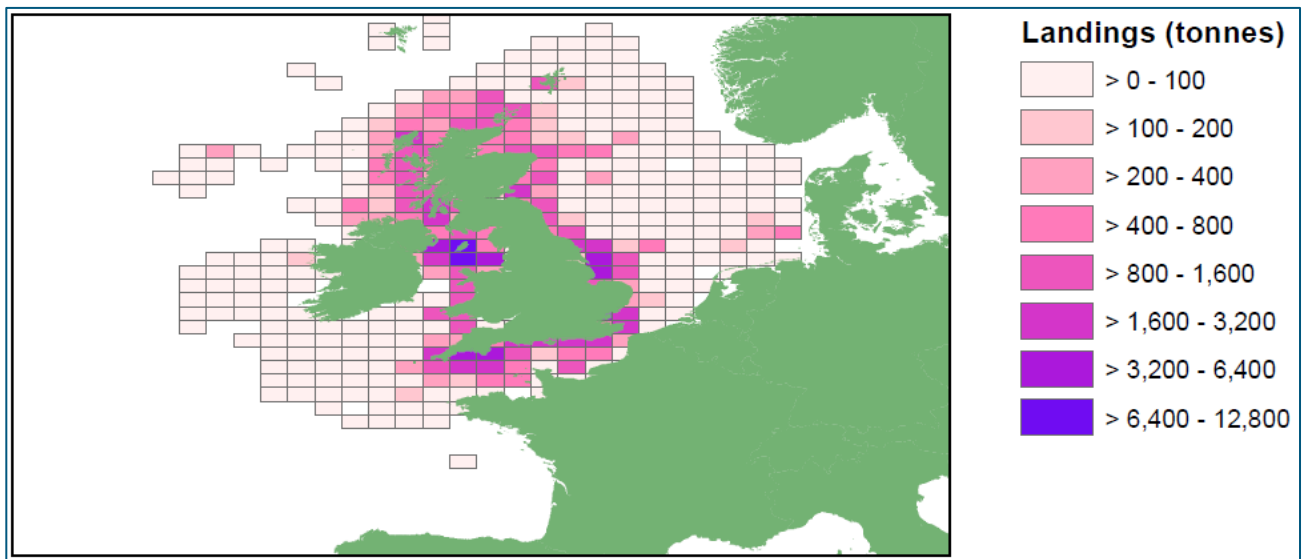 Landings (tonnes)
> 0 - 100
> 100 - 200
> 200 - 400
> 400 - 800
> 800 - 1,600
> 1,600 - 3,200
> 3,200 - 6,400
> 6,400 - 12,800